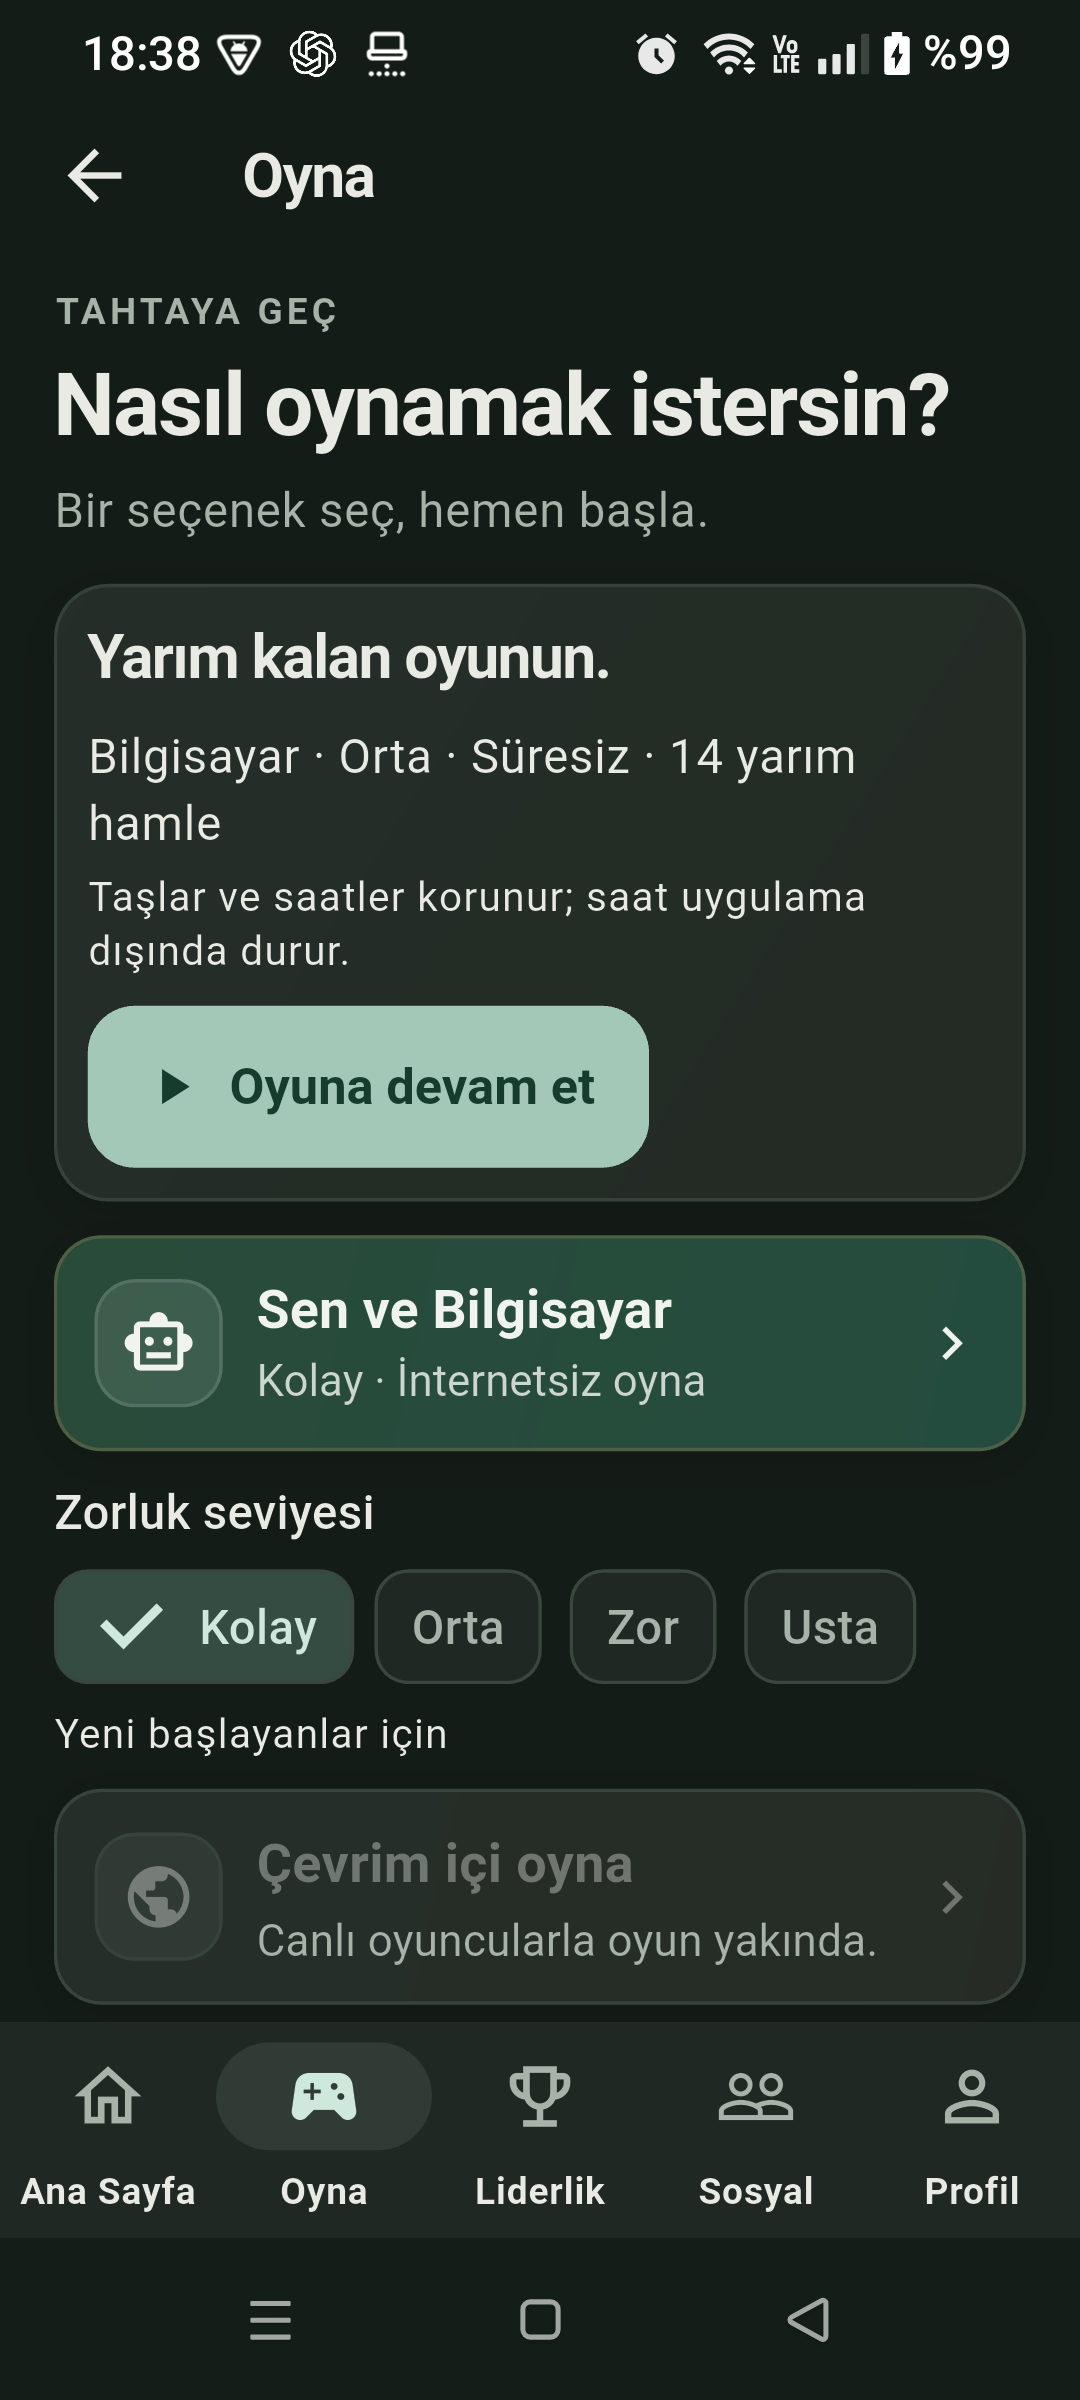 18:38
Vo LTE
%99
Oyna
TAHTAYA GEÇ
Nasıl oynamak istersin?
Bir seçenek seç, hemen başla.
Yarım kalan oyunun.
Bilgisayar · Orta · Süresiz · 14 yarım
hamle
Taşlar ve saatler korunur; saat uygulama
dışında durur.
Oyuna devam et
Sen ve Bilgisayar
Kolay · İnternetsiz oyna
Zorluk seviyesi
Kolay
Orta
Zor
Usta
Yeni başlayanlar için
Çevrim içi oyna
Canlı oyuncularla oyun yakında.
Ana Sayfa
Oyna
Liderlik
Sosyal
Profil